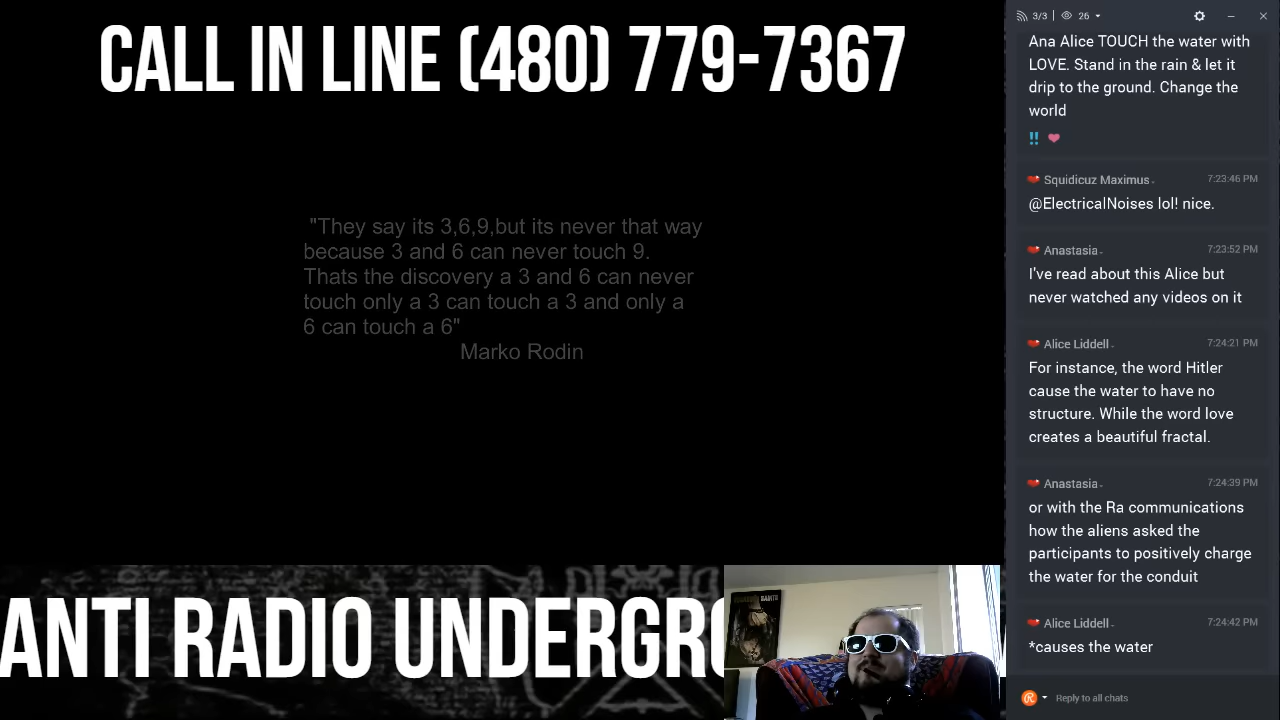 CALL IN LINE (480) 779-7367
"They say its 3,6,9,but its never that way
because 3 and 6 can never touch 9.
Thats the discovery a 3 and 6 can never
touch only a 3 can touch a 3 and only a
6 can touch a 6"
Marko Rodin
ANTI RADIO UNDERGRO
3/3 26
Ana Alice TOUCH the water with
LOVE. Stand in the rain & let it
drip to the ground. Change the
world
!! 
Squidicuz Maximus 7:23:46 PM
@ElectricalNoises lol! nice.
Anastasia 7:23:52 PM
I've read about this Alice but
never watched any videos on it
Alice Liddell 7:24:21 PM
For instance, the word Hitler
cause the water to have no
structure. While the word love
creates a beautiful fractal.
Anastasia 7:24:39 PM
or with the Ra communications
how the aliens asked the
participants to positively charge
the water for the conduit
Alice Liddell 7:24:42 PM
*causes the water
Reply to all chats